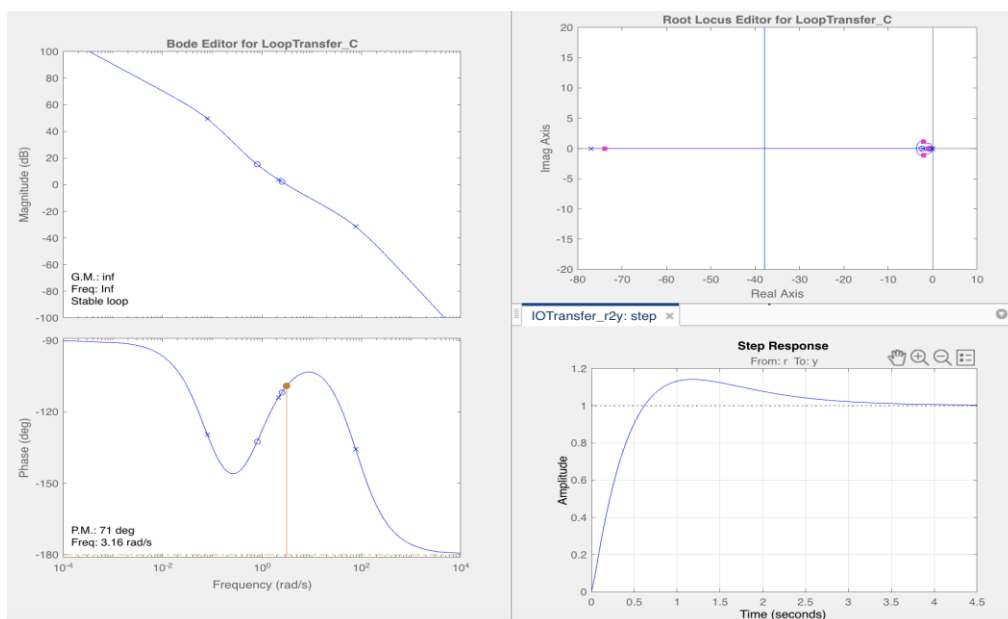 Bode Editor for LoopTransfer_C
100
80
60
40
20
0
-20
-40
-60
-80
-100
Magnitude (dB)
G.M.: inf
Freq: Inf
Stable loop
-90
-120
-150
-180
Phase (deg)
P.M.: 71 deg
Freq: 3.16 rad/s
10^-4 10^-2 10^0 10^2 10^4
Frequency (rad/s)
Root Locus Editor for LoopTransfer_C
20
15
10
5
0
-5
-10
-15
-20
Imag Axis
-80 -70 -60 -50 -40 -30 -20 -10 0 10
Real Axis
IOTransfer_r2y: step
Step Response
From: r To: y
1.2
1
0.8
0.6
0.4
0.2
0
Amplitude
0 0.5 1 1.5 2 2.5 3 3.5 4 4.5
Time (seconds)